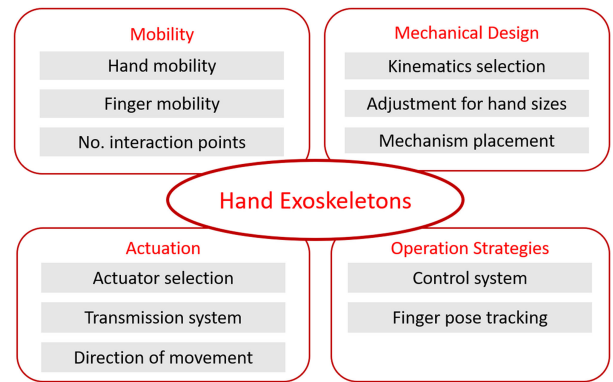 Mobility
Hand mobility
Finger mobility
No. interaction points
Mechanical Design
Kinematics selection
Adjustment for hand sizes
Mechanism placement
Hand Exoskeletons
Actuation
Actuator selection
Transmission system
Direction of movement
Operation Strategies
Control system
Finger pose tracking